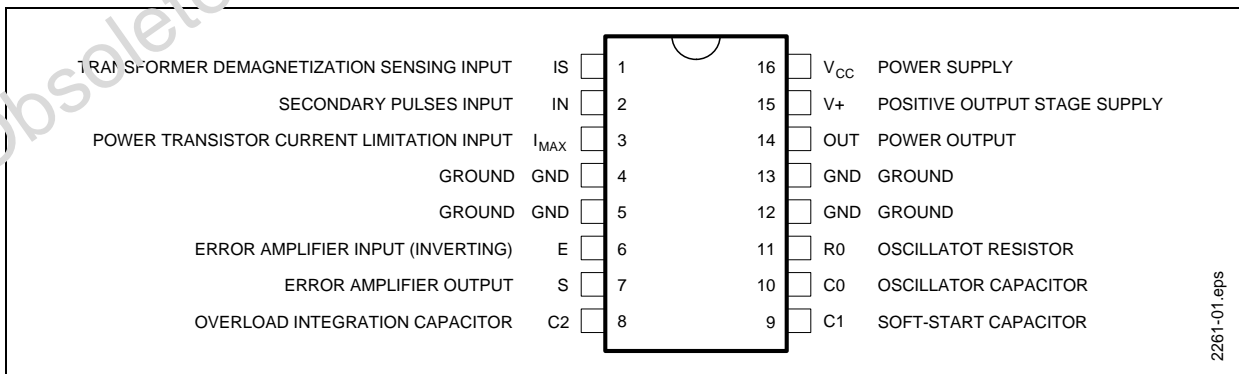 Obsolete
TRANSFORMER DEMAGNETIZATION SENSING INPUT IS 1 16 VCC POWER SUPPLY
SECONDARY PULSES INPUT IN 2 15 V+ POSITIVE OUTPUT STAGE SUPPLY
POWER TRANSISTOR CURRENT LIMITATION INPUT IMAX 3 14 OUT POWER OUTPUT
GROUND GND 4 13 GND GROUND
GROUND GND 5 12 GND GROUND
ERROR AMPLIFIER INPUT (INVERTING) E 6 11 R0 OSCILLATOT RESISTOR
ERROR AMPLIFIER OUTPUT S 7 10 C0 OSCILLATOR CAPACITOR
OVERLOAD INTEGRATION CAPACITOR C2 8 9 C1 SOFT-START CAPACITOR
2261-01.eps